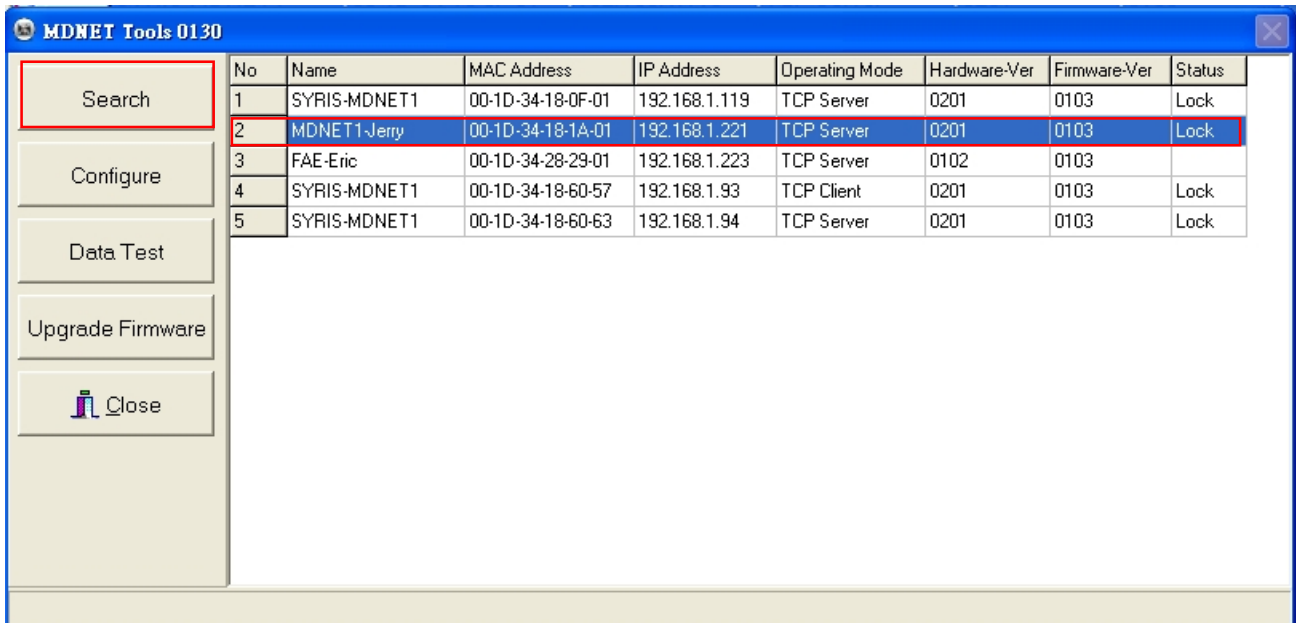 MDNET Tools 0130
Search
Configure
Data Test
Upgrade Firmware
Close
No Name MAC Address IP Address Operating Mode Hardware-Ver Firmware-Ver Status
1 SYRIS-MDNET1 00-1D-34-18-0F-01 192.168.1.119 TCP Server 0201 0103 Lock
2 MDNET1-Jerry 00-1D-34-18-1A-01 192.168.1.221 TCP Server 0201 0103 Lock
3 FAE-Eric 00-1D-34-28-29-01 192.168.1.223 TCP Server 0102 0103
4 SYRIS-MDNET1 00-1D-34-18-60-57 192.168.1.93 TCP Client 0201 0103 Lock
5 SYRIS-MDNET1 00-1D-34-18-60-63 192.168.1.94 TCP Server 0201 0103 Lock